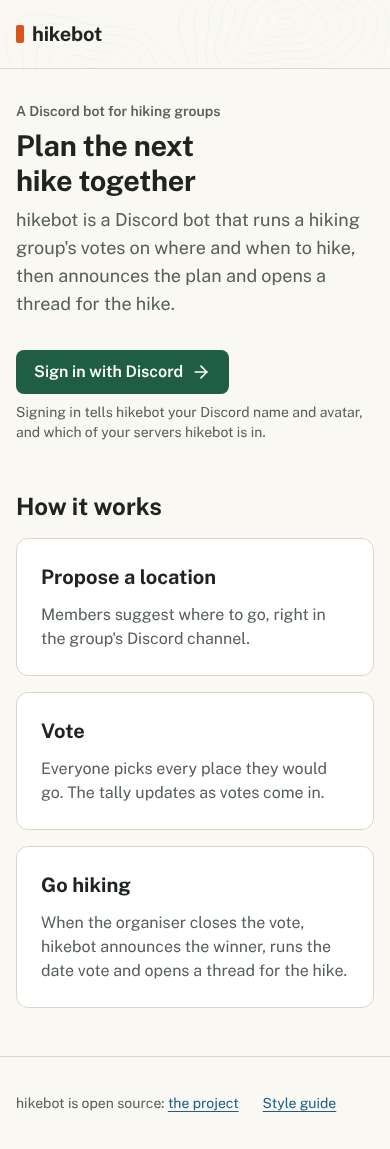 hikebot
A Discord bot for hiking groups
Plan the next
hike together
hikebot is a Discord bot that runs a hiking
group's votes on where and when to hike,
then announces the plan and opens a
thread for the hike.
Sign in with Discord →
Signing in tells hikebot your Discord name and avatar,
and which of your servers hikebot is in.
How it works
Propose a location
Members suggest where to go, right in
the group's Discord channel.
Vote
Everyone picks every place they would
go. The tally updates as votes come in.
Go hiking
When the organiser closes the vote,
hikebot announces the winner, runs the
date vote and opens a thread for the hike.
hikebot is open source: the project Style guide